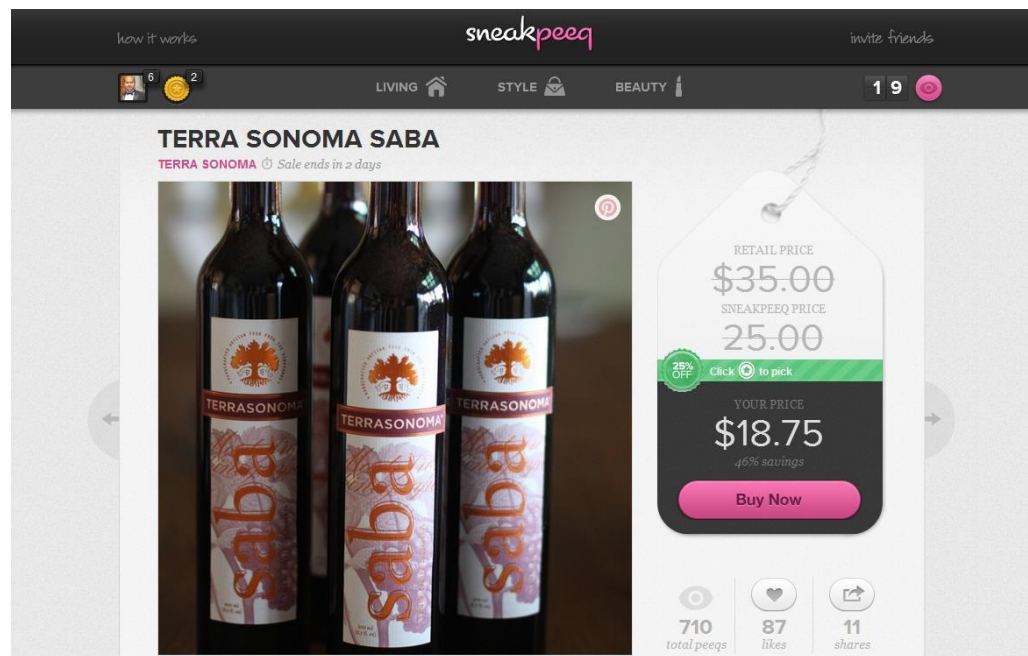 how it works
sneakpeeq
invite friends
6
2
LIVING
STYLE
BEAUTY
1 9
TERRA SONOMA SABA
TERRA SONOMA Sale ends in 2 days
RETAIL PRICE
$35.00
SNEAKPEEQ PRICE
25.00
25% OFF
Click to pick
YOUR PRICE
$18.75
46% savings
Buy Now
TERRASONOMA
saba
TERRASONOMA
saba
TERRASONOMA
saba
710
total peeqs
87
likes
11
shares